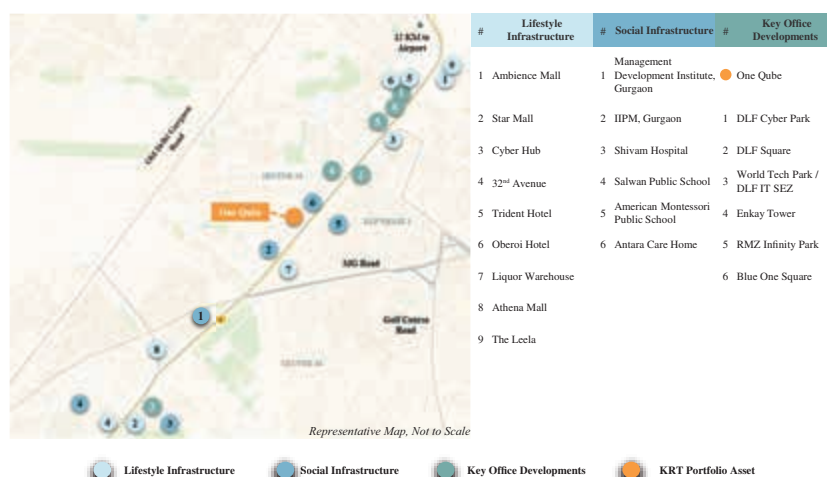 12 KM to
Airport
Old Delhi Gurgaon
Road
One Qube
MG Road
Golf Course
Road
Representative Map, Not to Scale
# Lifestyle Infrastructure # Social Infrastructure # Key Office Developments
1 Ambience Mall 1 Management Development Institute, Gurgaon One Qube
2 Star Mall 2 IIPM, Gurgaon 1 DLF Cyber Park
3 Cyber Hub 3 Shivam Hospital 2 DLF Square
4 32nd Avenue 4 Salwan Public School 3 World Tech Park / DLF IT SEZ
5 Trident Hotel 5 American Montessori Public School 4 Enkay Tower
6 Oberoi Hotel 6 Antara Care Home 5 RMZ Infinity Park
7 Liquor Warehouse 6 Blue One Square
8 Athena Mall
9 The Leela
Lifestyle Infrastructure Social Infrastructure Key Office Developments KRT Portfolio Asset